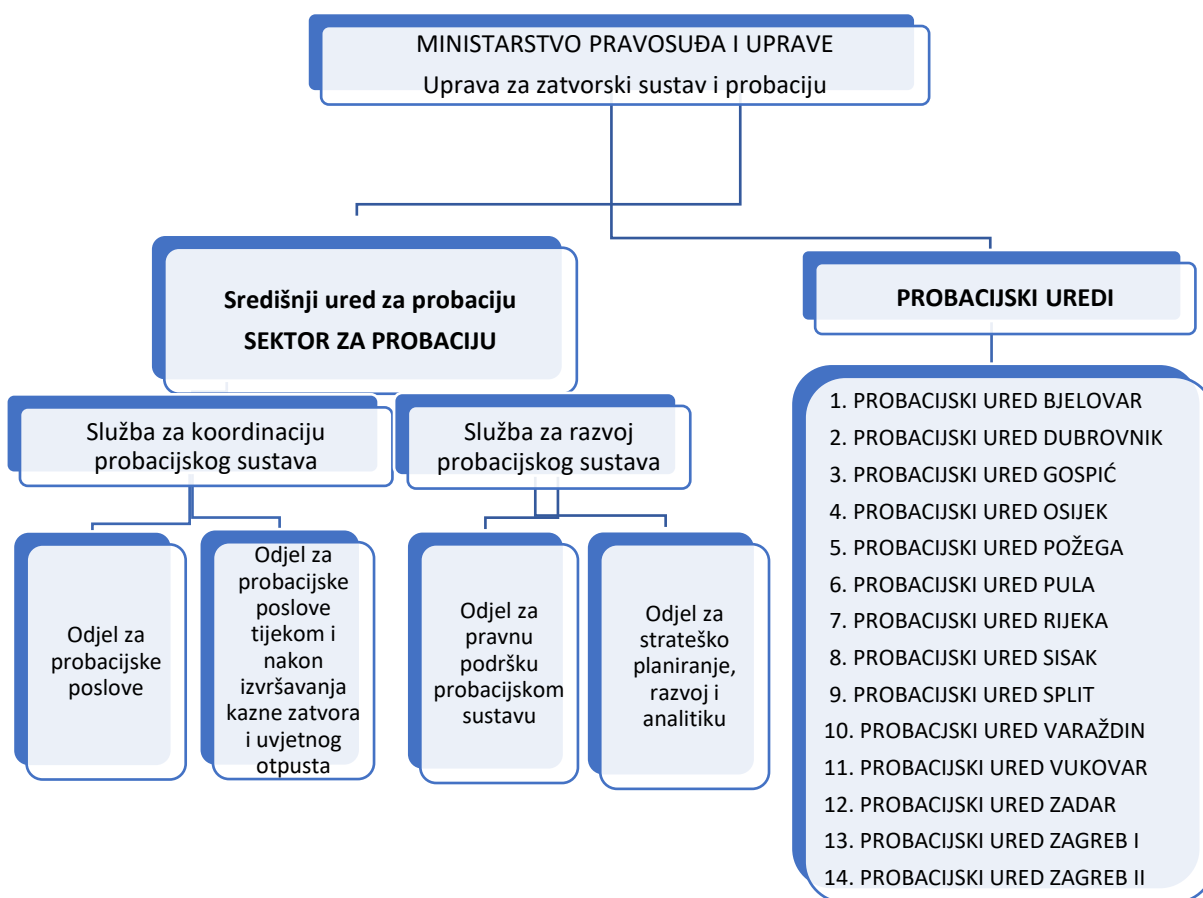 MINISTARSTVO PRAVOSUĐA I UPRAVE
Uprava za zatvorski sustav i probaciju
Središnji ured za probaciju
SEKTOR ZA PROBACIJU
PROBACIJSKI UREDI
Služba za koordinaciju
probacijskog sustava
Služba za razvoj
probacijskog sustava
Odjel za
probacijske
poslove
Odjel za
probacijske
poslove
tijekom i
nakon
izvršavanja
kazne zatvora
i uvjetnog
otpusta
Odjel za
pravnu
podršku
probacijskom
sustavu
Odjel za
strateško
planiranje,
razvoj i
analitiku
1. PROBACIJSKI URED BJELOVAR
2. PROBACIJSKI URED DUBROVNIK
3. PROBACIJSKI URED GOSPIĆ
4. PROBACIJSKI URED OSIJEK
5. PROBACIJSKI URED POŽEGA
6. PROBACIJSKI URED PULA
7. PROBACIJSKI URED RIJEKA
8. PROBACIJSKI URED SISAK
9. PROBACIJSKI URED SPLIT
10. PROBACJSKI URED VARAŽDIN
11. PROBACIJSKI URED VUKOVAR
12. PROBACIJSKI URED ZADAR
13. PROBACIJSKI URED ZAGREB I
14. PROBACIJSKI URED ZAGREB II